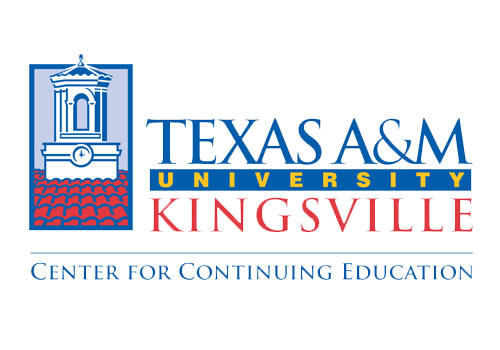 TEXAS A&M
UNIVERSITY
KINGSVILLE
CENTER FOR CONTINUING EDUCATION